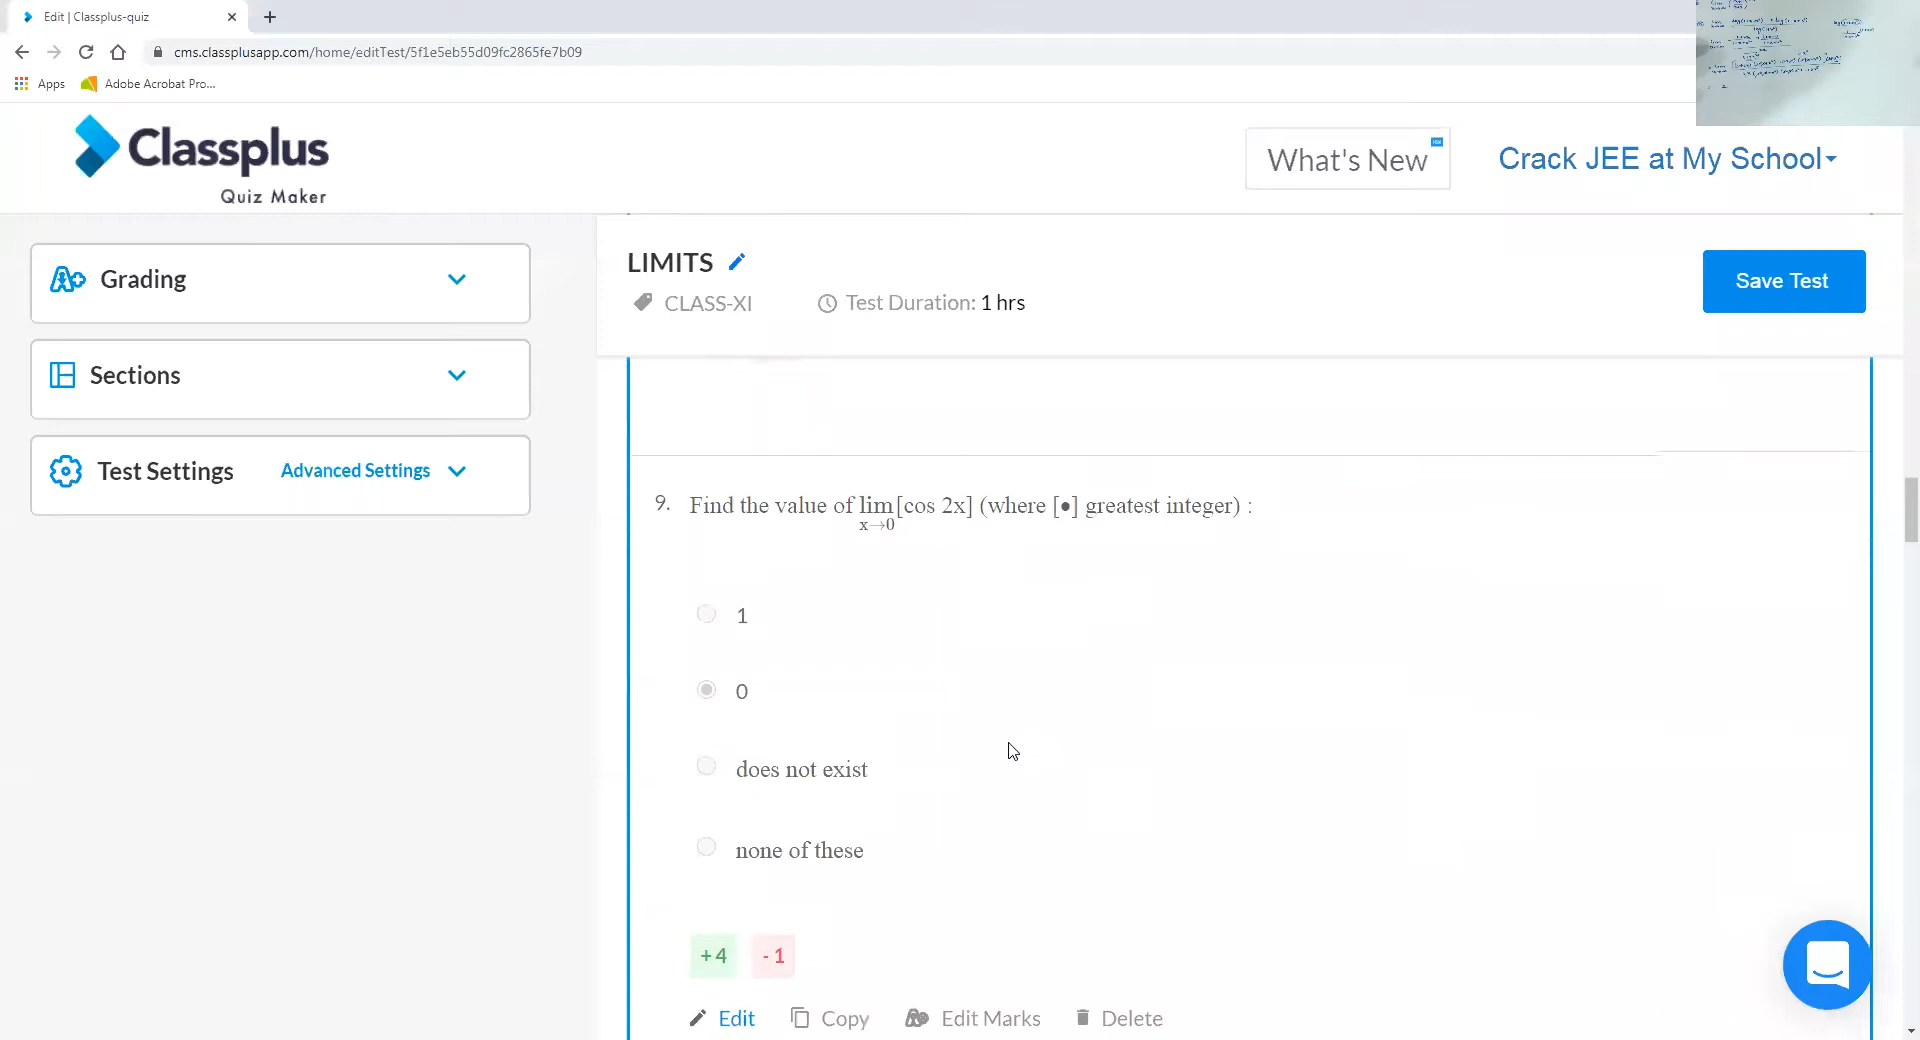 Edit | Classplus-quiz
cms.classplusapp.com/home/editTest/5f1e5eb55d09fc2865fe7b09
Apps
Adobe Acrobat Pro...
Classplus
Quiz Maker
What's New
Crack JEE at My School
Grading
Sections
Test Settings
Advanced Settings
LIMITS
CLASS-XI
Test Duration: 1 hrs
Save Test
9. Find the value of lim[cos 2x] (where [•] greatest integer) :
x→0
1
0
does not exist
none of these
+4
- 1
Edit
Copy
Edit Marks
Delete